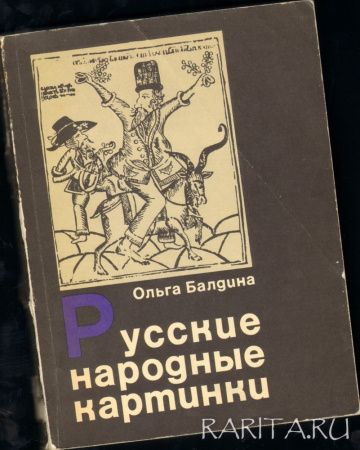 Ольга Балдина
Русские
народные
картинки
RARITA.RU